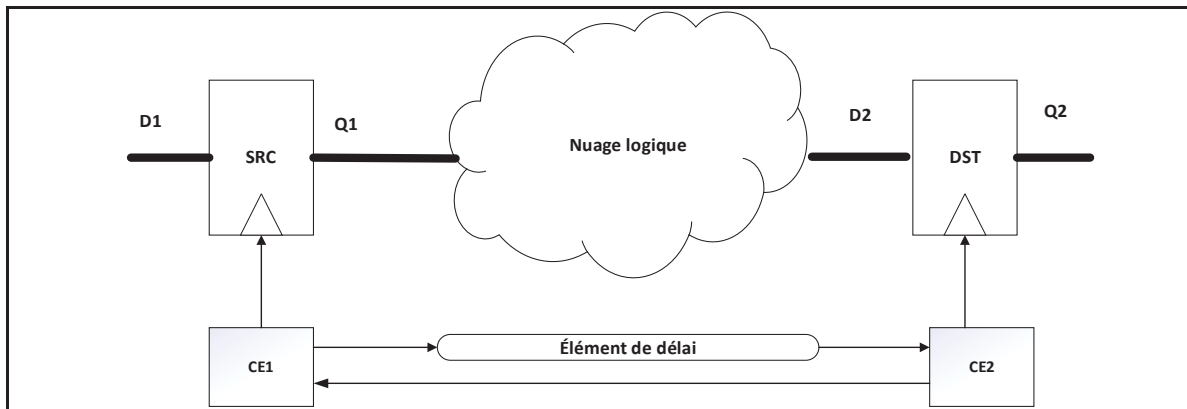 D1
SRC
Q1
Nuage logique
D2
DST
Q2
CE1
Élément de délai
CE2